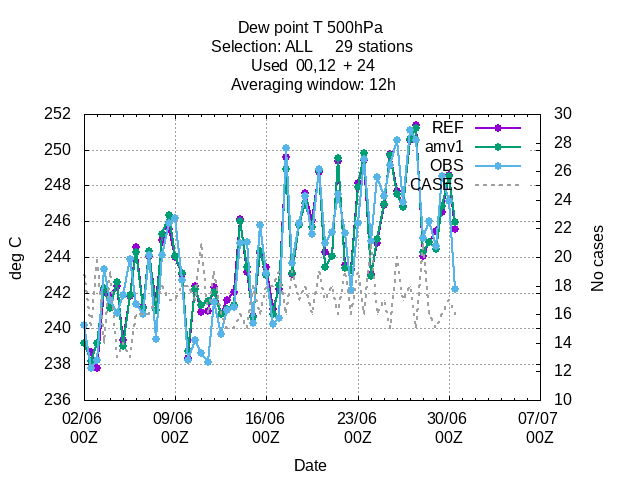 Dew point T 500hPa
Selection: ALL 29 stations
Used 00,12 + 24
Averaging window: 12h
252
250
248
246
244
242
240
238
236
30
28
26
24
22
20
18
16
14
12
10
REF
amv1
OBS
CASES
deg C
No cases
02/06 09/06 16/06 23/06 30/06 07/07
00Z 00Z 00Z 00Z 00Z 00Z
Date